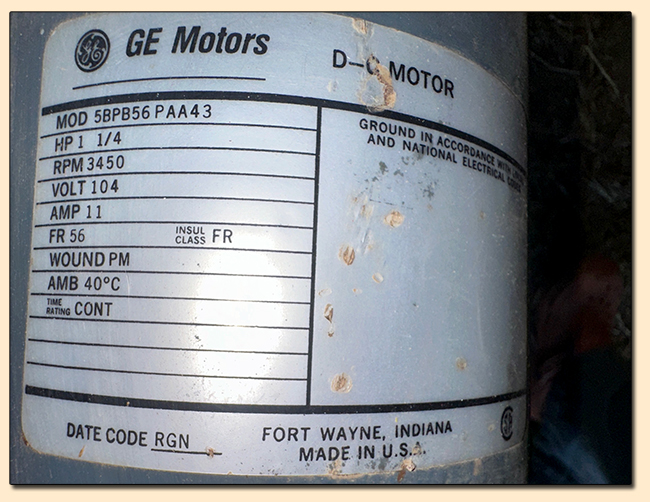 GE GE Motors
D-C MOTOR
MOD 5BPB56PAA43
HP 1 1/4
RPM 3450
VOLT 104
AMP 11
FR 56 INSUL CLASS FR
WOUND PM
AMB 40°C
TIME RATING CONT
GROUND IN ACCORDANCE WITH
AND NATIONAL ELECTRICAL
DATE CODE RGN
FORT WAYNE, INDIANA
MADE IN U.S.A.